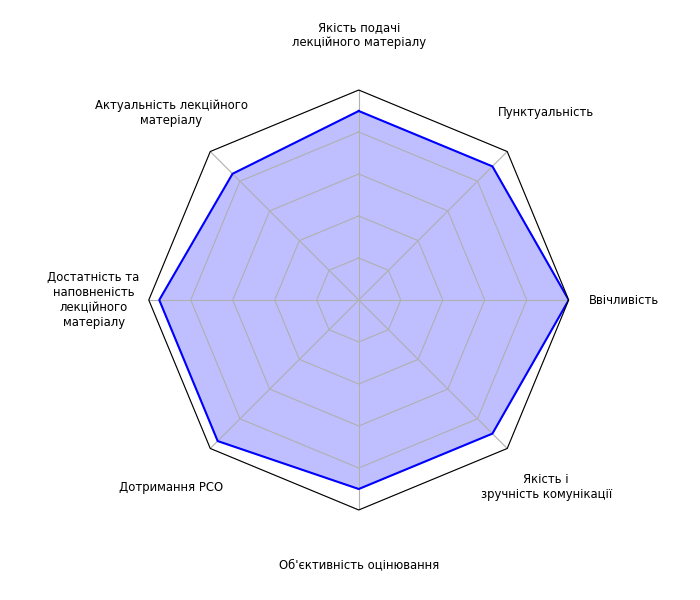 Якість подачі
лекційного матеріалу
Актуальність лекційного
матеріалу
Пунктуальність
Достатність та
наповненість
лекційного
матеріалу
Ввічливість
Дотримання РСО
Якість і
зручність комунікації
Об'єктивність оцінювання